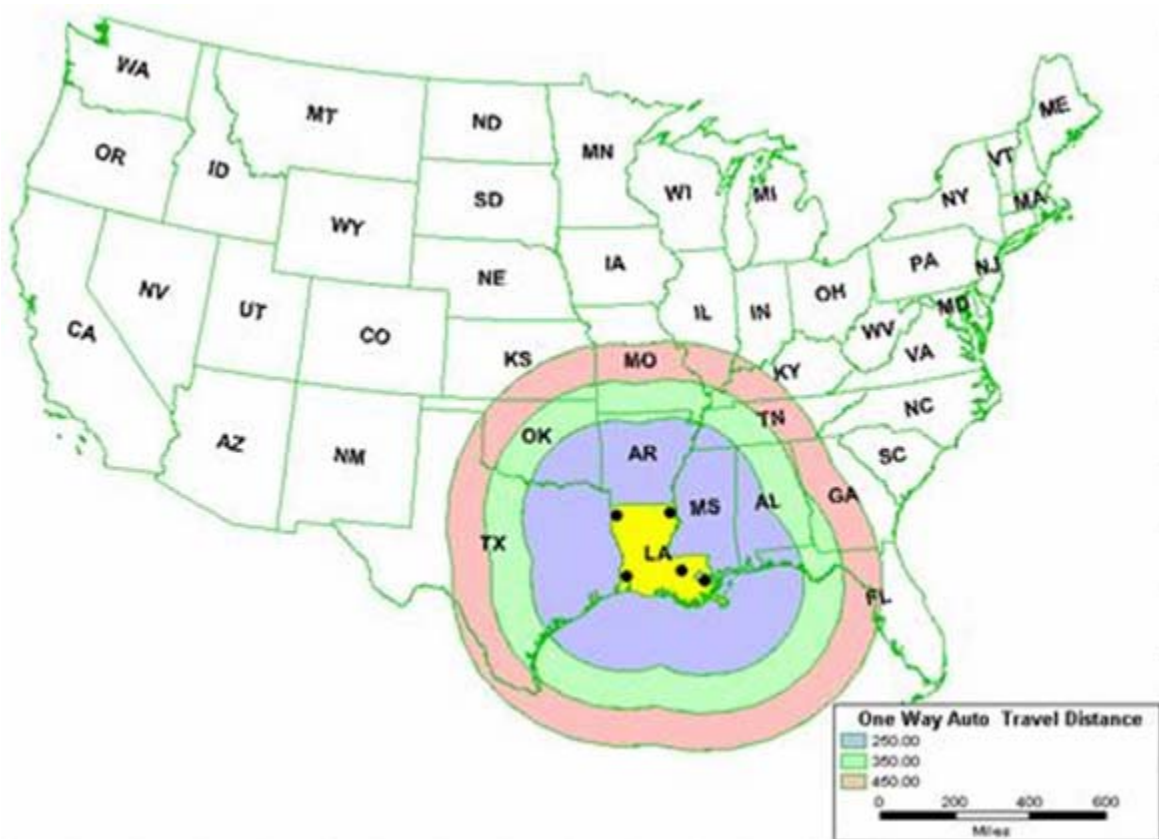 WA
MT
ND
MN
ME
OR
ID
SD
WI
MI
VT
NY
MA
WY
NV
UT
CO
NE
IA
IL
IN
OH
PA
NJ
MD
WV
VA
CA
KS
MO
KY
AZ
NM
OK
AR
TN
NC
SC
TX
LA
MS
AL
GA
FL
One Way Auto Travel Distance
250.00
350.00
450.00
0 200 400 600
Miles